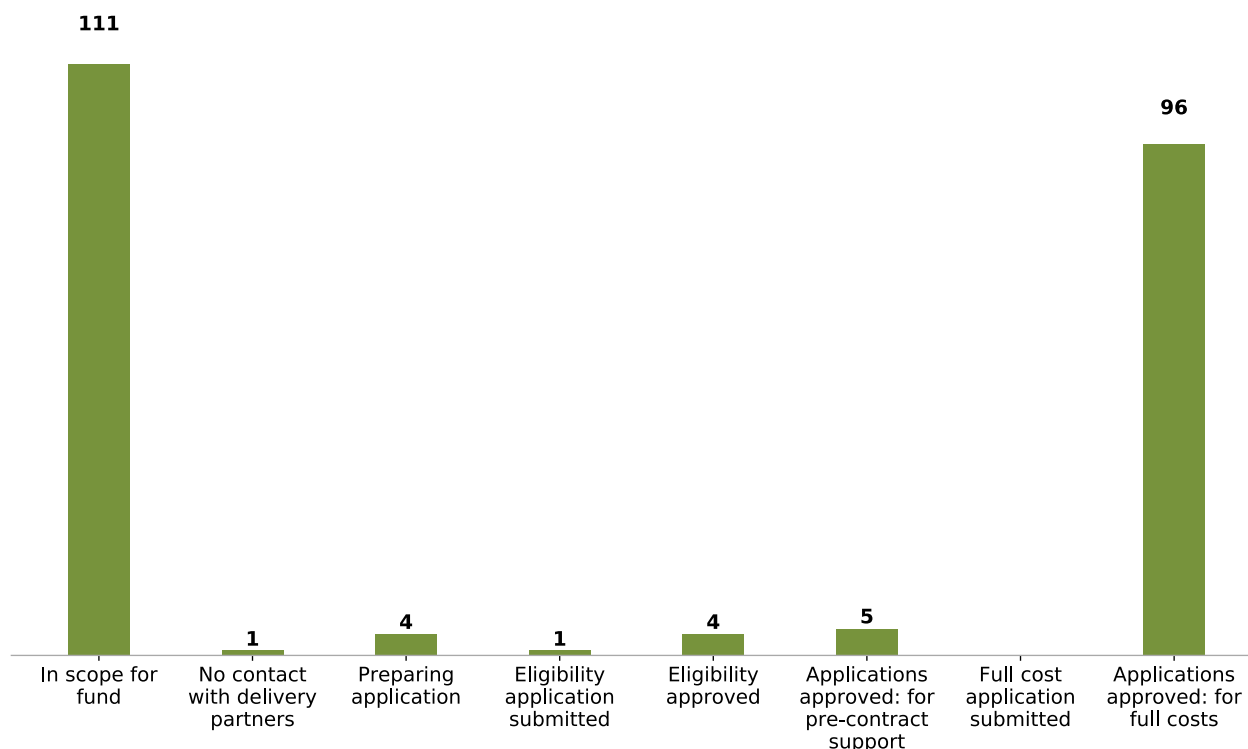 111
96
1
4
1
4
5
In scope for
fund
No contact
with delivery
partners
Preparing
application
Eligibility
application
submitted
Eligibility
approved
Applications
approved: for
pre-contract
support
Full cost
application
submitted
Applications
approved: for
full costs